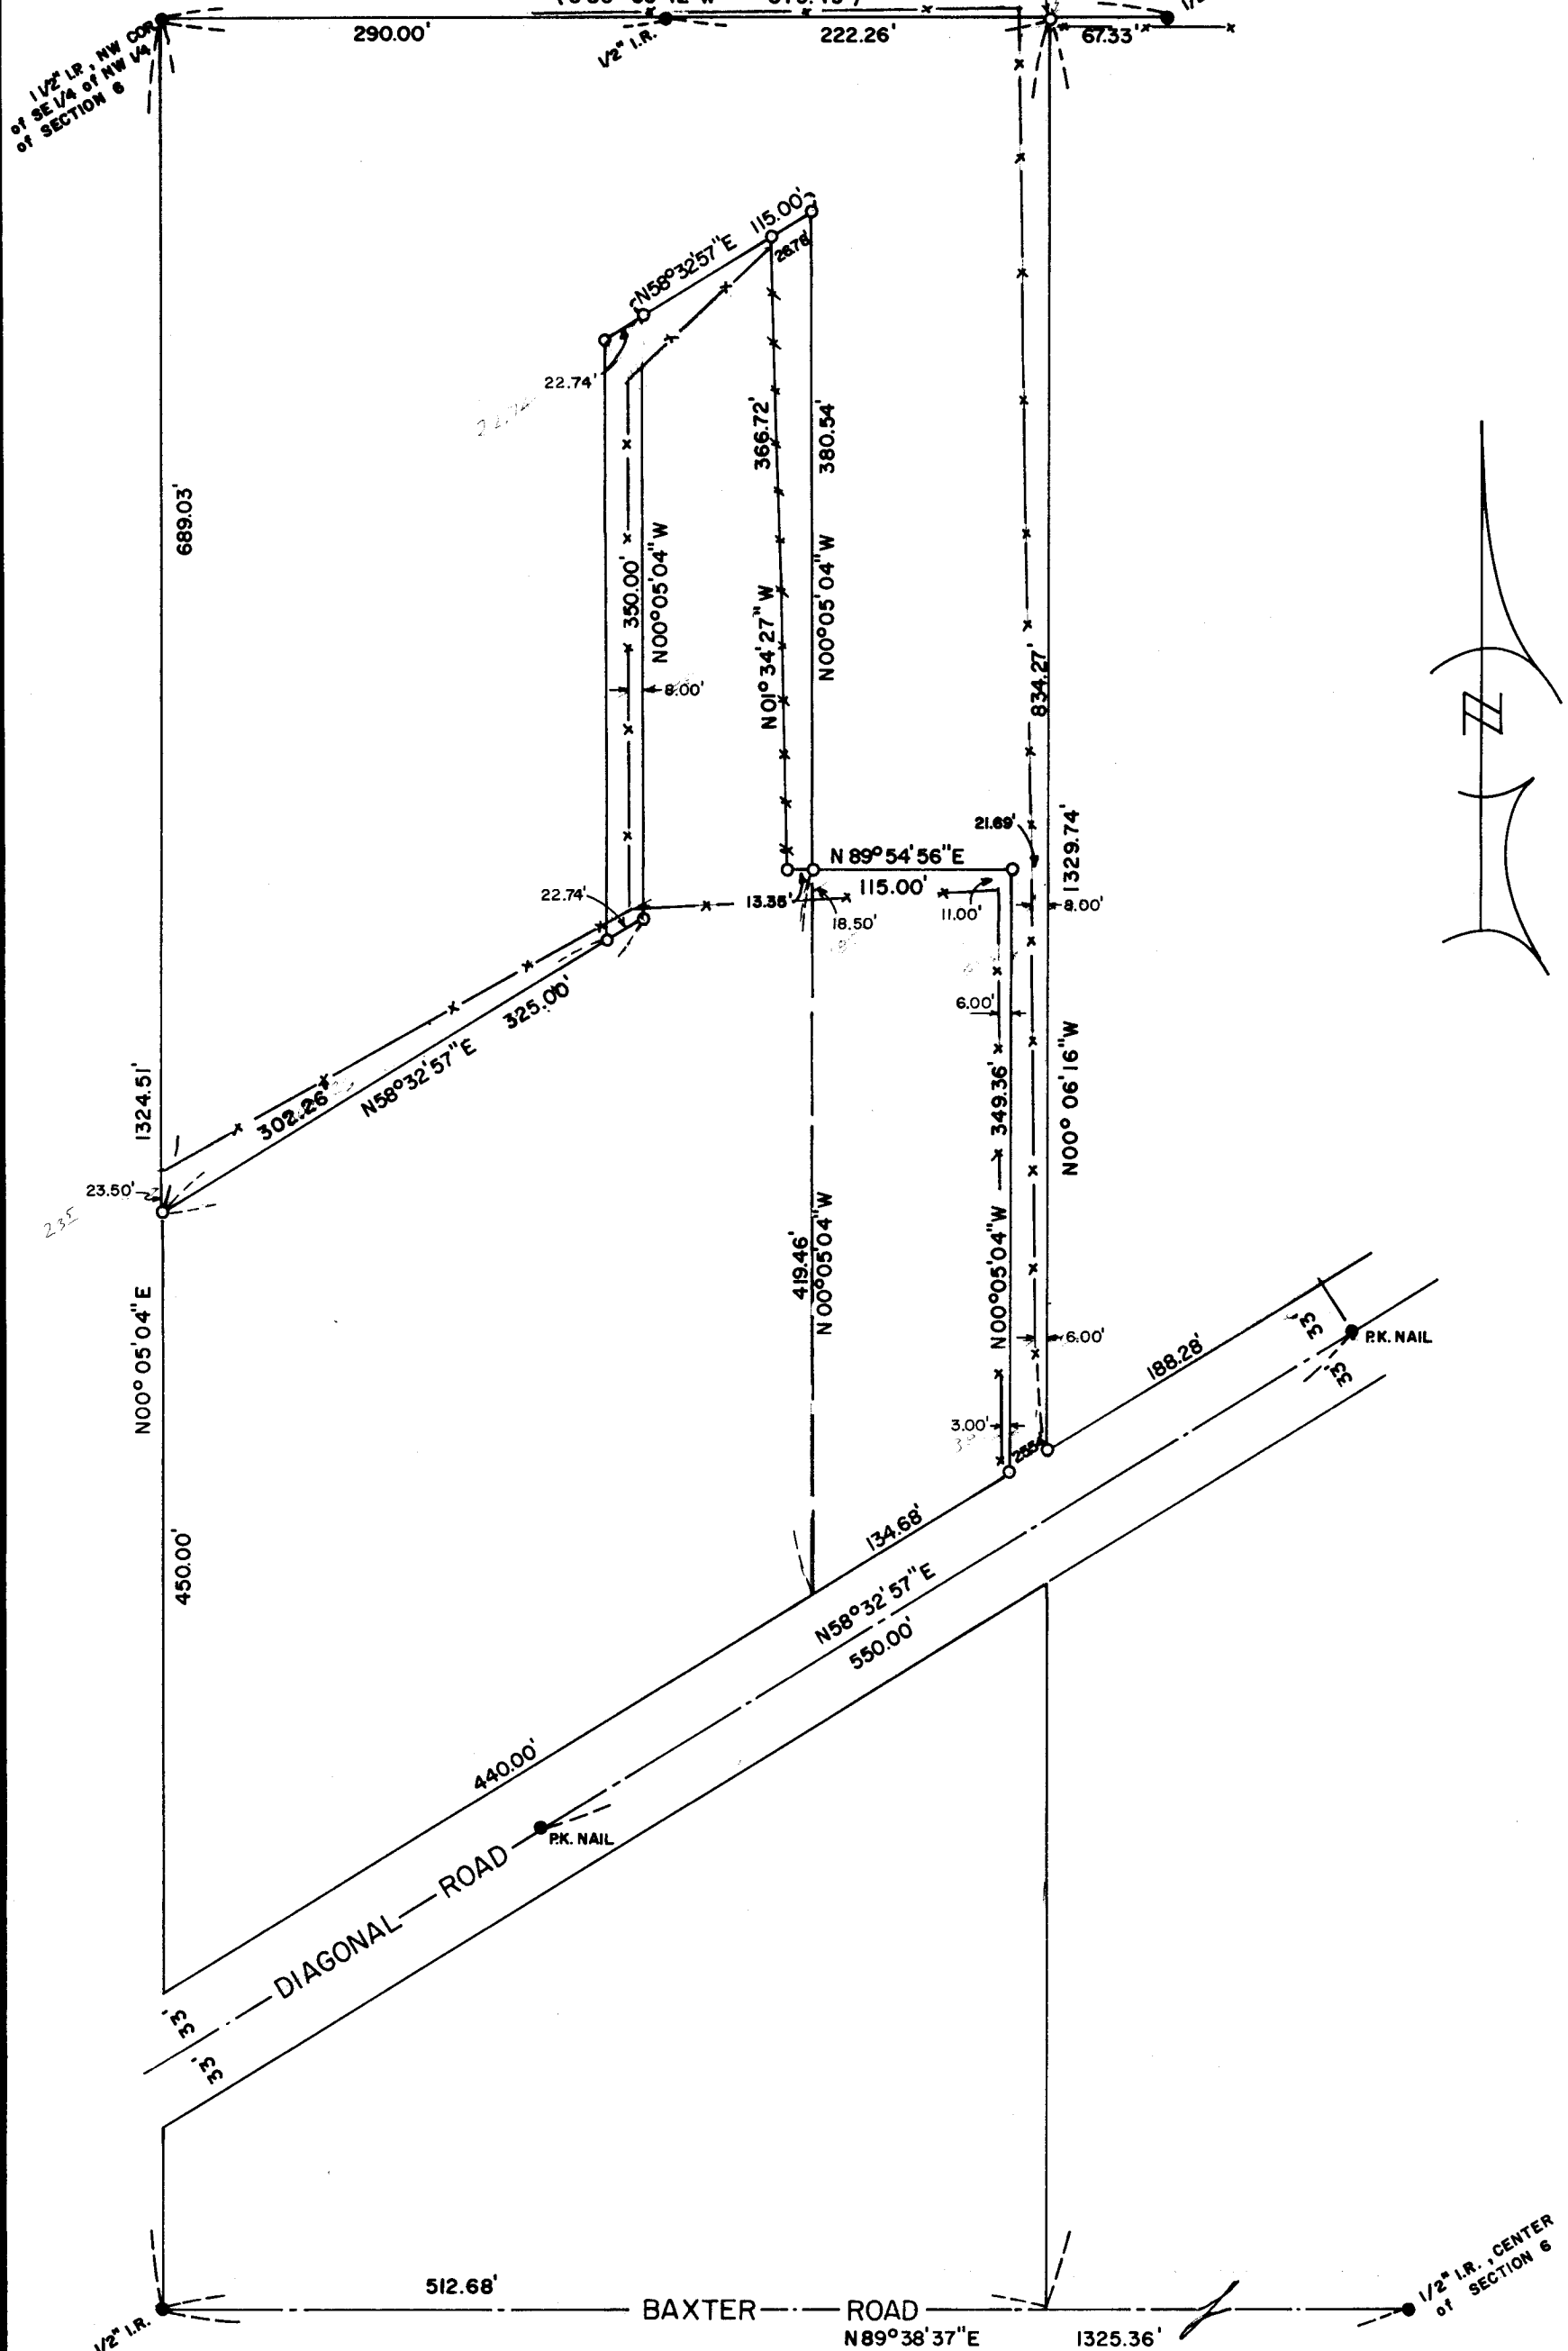 290.00'
222.26'
67.33'
1/2" I.R.
1 1/2" I.P., NW COR
of SE 1/4 of NW 1/4
of SECTION 6
N58°32'57"E 115.00'
26.78'
22.74'
689.03'
366.72'
380.54'
350.00'
N00°05'04"W
N01°34'27"W
N00°05'04"W
8.00'
834.27'
21.69'
1329.74'
N 89°54'56"E
115.00'
22.74'
13.35'
18.50'
11.00'
8.00'
325.00'
N58°32'57"E
302.26'
6.00'
1324.51'
349.36'
N00°06'16"W
23.50'
235
419.46'
N00°05'04"W
N00°05'04"W
N00°05'04"E
6.00'
188.28'
33'
P.K. NAIL
33'
3.00'
134.68'
N58°32'57"E
550.00'
450.00'
440.00'
P.K. NAIL
DIAGONAL ROAD
33'
33'
N
512.68'
BAXTER ROAD
N89°38'37"E 1325.36'
1/2" I.R.
1/2" I.R., CENTER
of SECTION 6